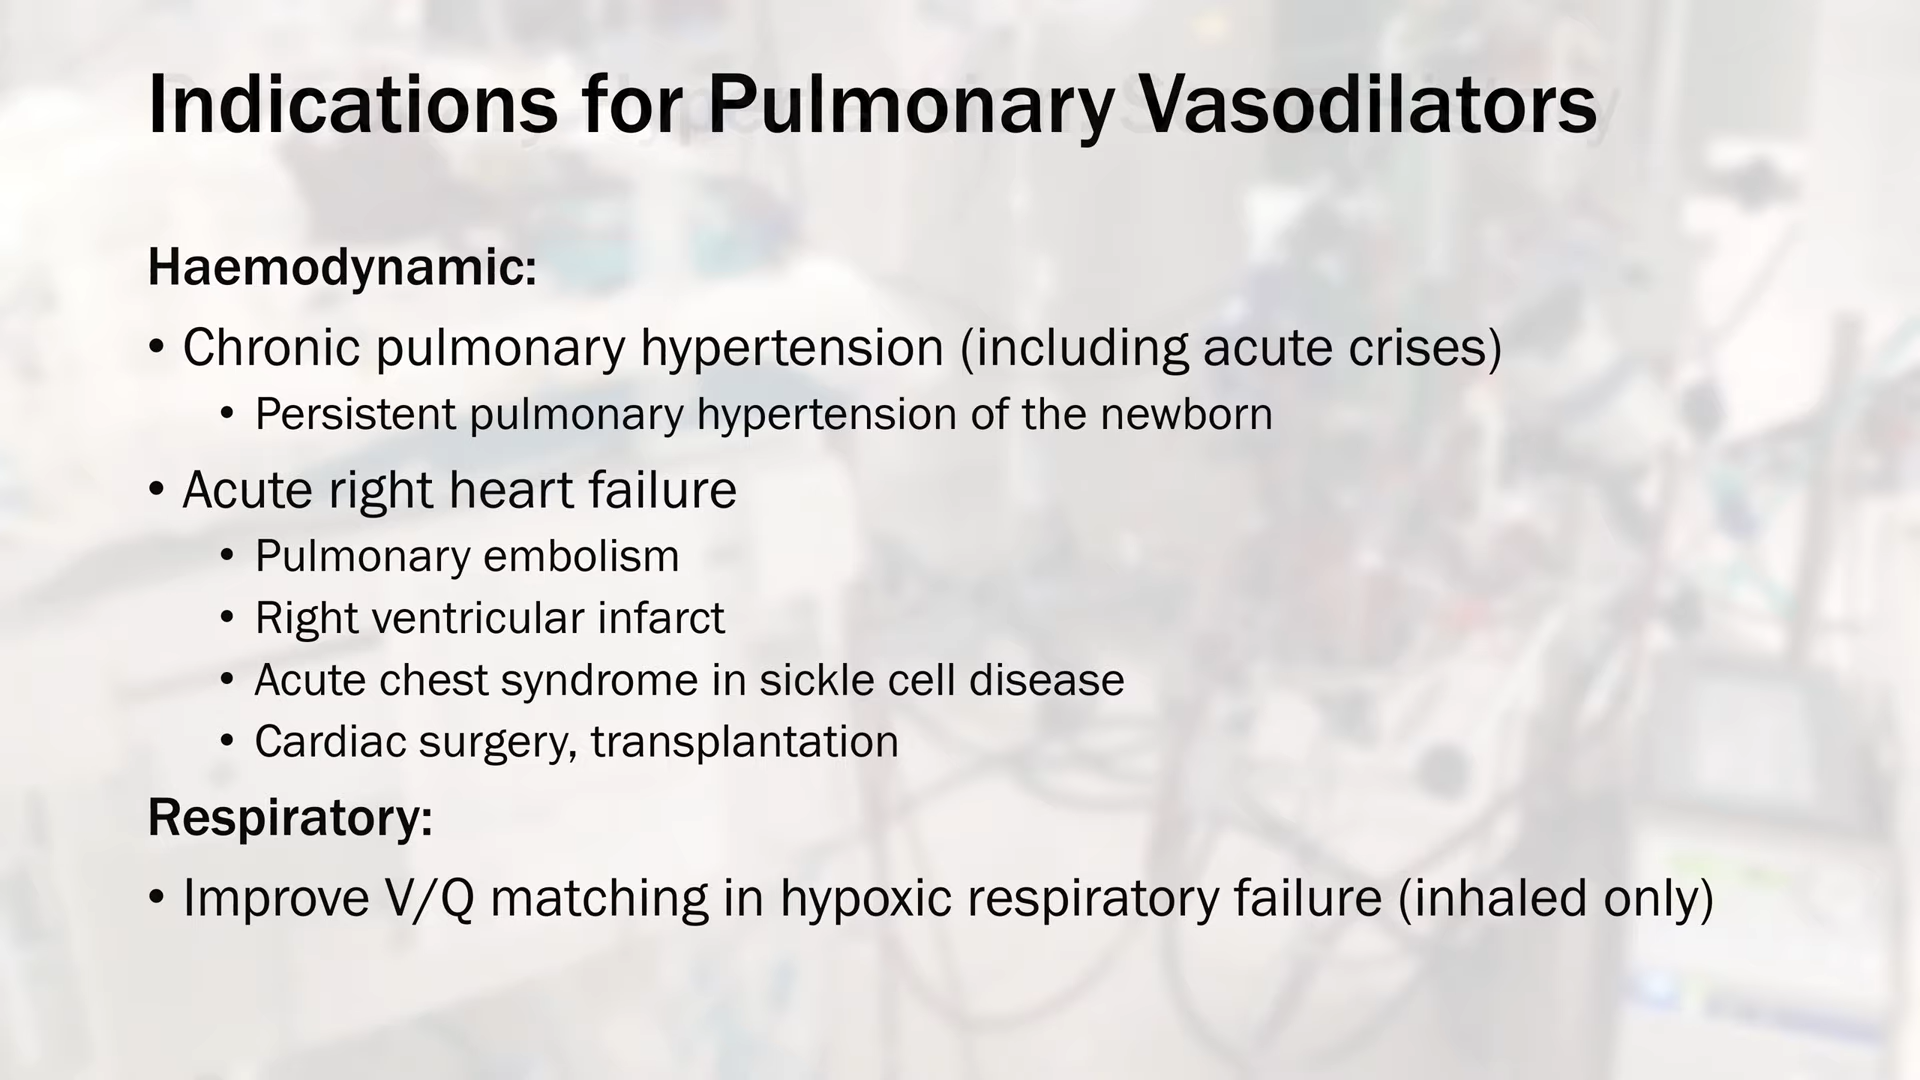 Indications for Pulmonary Vasodilators
Haemodynamic:
• Chronic pulmonary hypertension (including acute crises)
• Persistent pulmonary hypertension of the newborn
• Acute right heart failure
• Pulmonary embolism
• Right ventricular infarct
• Acute chest syndrome in sickle cell disease
• Cardiac surgery, transplantation
Respiratory:
• Improve V/Q matching in hypoxic respiratory failure (inhaled only)